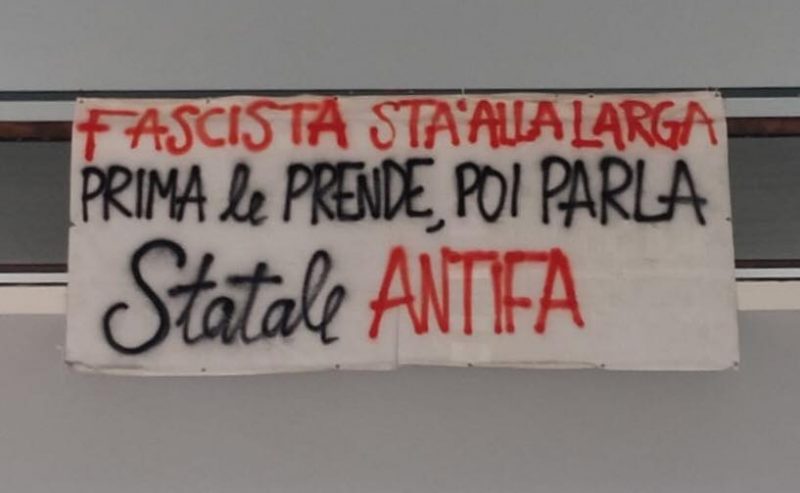 FASCISTA STA' ALLA LARGA
PRIMA le PRENDE, POI PARLA
Statale ANTIFA